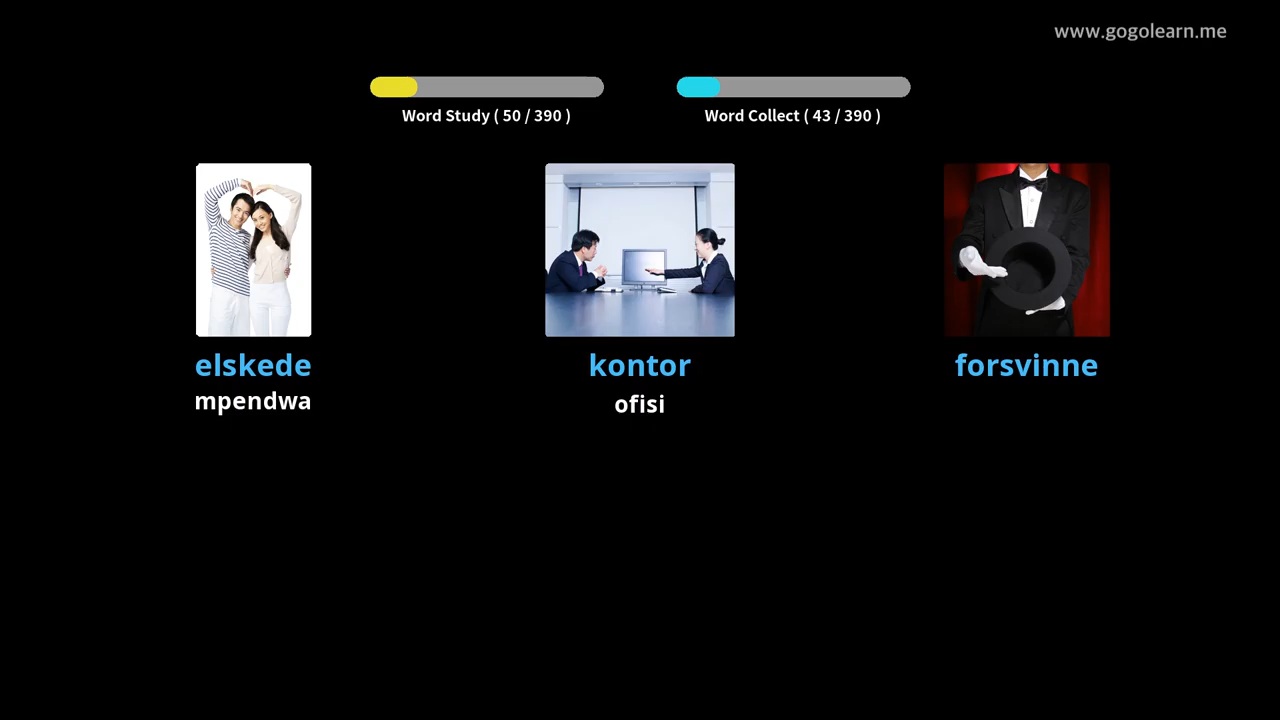 www.gogolearn.me
Word Study ( 50 / 390 )
Word Collect ( 43 / 390 )
elskede
mpendwa
kontor
ofisi
forsvinne